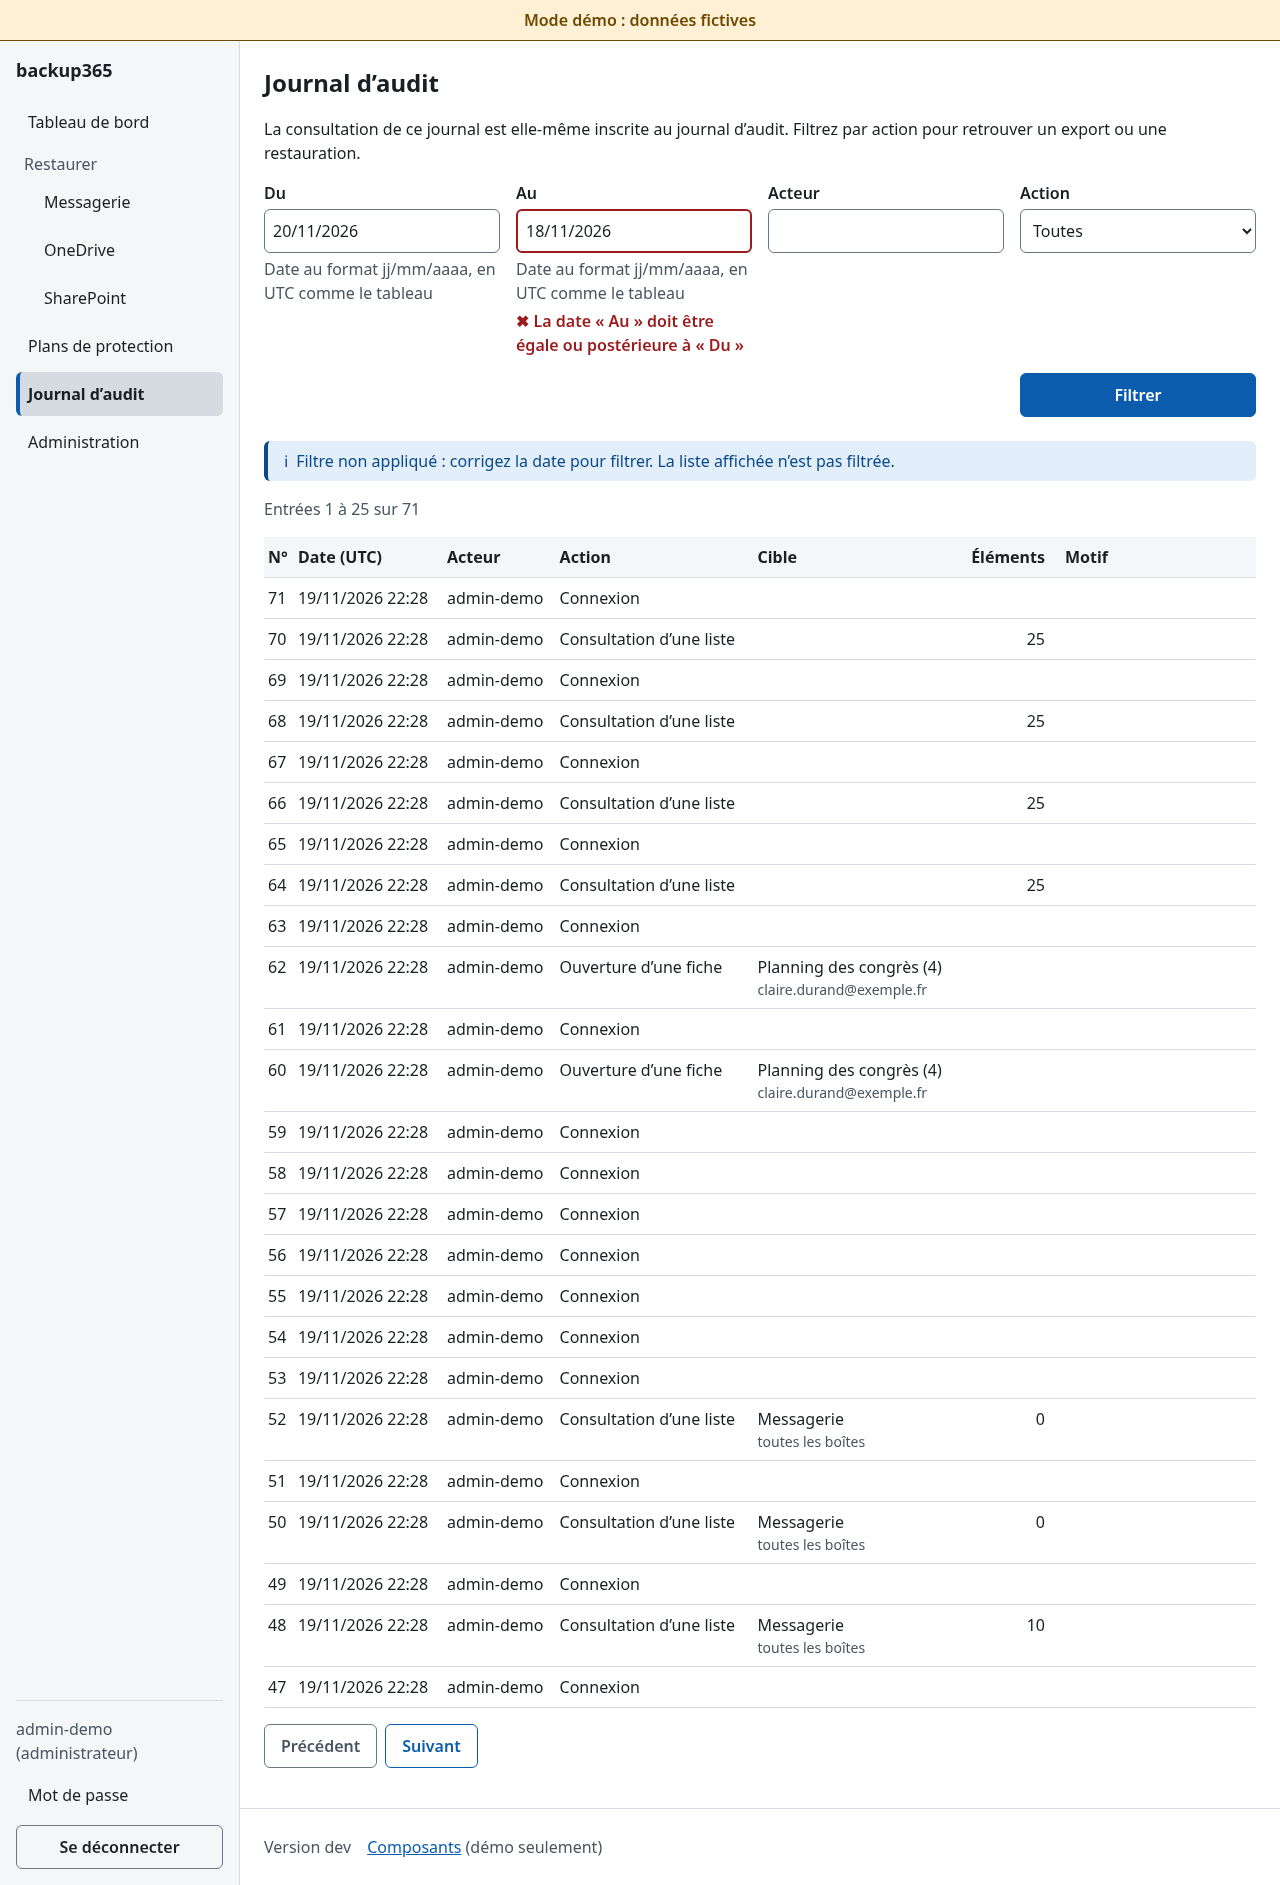 Mode démo : données fictives
backup365
Tableau de bord
Restaurer
Messagerie
OneDrive
SharePoint
Plans de protection
Journal d’audit
Administration
admin-demo
(administrateur)
Mot de passe
Se déconnecter
Journal d’audit
La consultation de ce journal est elle-même inscrite au journal d’audit. Filtrez par action pour retrouver un export ou une
restauration.
Du
20/11/2026
Date au format jj/mm/aaaa, en
UTC comme le tableau
Au
18/11/2026
Date au format jj/mm/aaaa, en
UTC comme le tableau
✖ La date « Au » doit être
égale ou postérieure à « Du »
Acteur
Action
Toutes
Filtrer
i Filtre non appliqué : corrigez la date pour filtrer. La liste affichée n’est pas filtrée.
Entrées 1 à 25 sur 71
N° Date (UTC) Acteur Action Cible Éléments Motif
71 19/11/2026 22:28 admin-demo Connexion
70 19/11/2026 22:28 admin-demo Consultation d’une liste 25
69 19/11/2026 22:28 admin-demo Connexion
68 19/11/2026 22:28 admin-demo Consultation d’une liste 25
67 19/11/2026 22:28 admin-demo Connexion
66 19/11/2026 22:28 admin-demo Consultation d’une liste 25
65 19/11/2026 22:28 admin-demo Connexion
64 19/11/2026 22:28 admin-demo Consultation d’une liste 25
63 19/11/2026 22:28 admin-demo Connexion
62 19/11/2026 22:28 admin-demo Ouverture d’une fiche Planning des congrès (4)
claire.durand@exemple.fr
61 19/11/2026 22:28 admin-demo Connexion
60 19/11/2026 22:28 admin-demo Ouverture d’une fiche Planning des congrès (4)
claire.durand@exemple.fr
59 19/11/2026 22:28 admin-demo Connexion
58 19/11/2026 22:28 admin-demo Connexion
57 19/11/2026 22:28 admin-demo Connexion
56 19/11/2026 22:28 admin-demo Connexion
55 19/11/2026 22:28 admin-demo Connexion
54 19/11/2026 22:28 admin-demo Connexion
53 19/11/2026 22:28 admin-demo Connexion
52 19/11/2026 22:28 admin-demo Consultation d’une liste Messagerie 0
toutes les boîtes
51 19/11/2026 22:28 admin-demo Connexion
50 19/11/2026 22:28 admin-demo Consultation d’une liste Messagerie 0
toutes les boîtes
49 19/11/2026 22:28 admin-demo Connexion
48 19/11/2026 22:28 admin-demo Consultation d’une liste Messagerie 10
toutes les boîtes
47 19/11/2026 22:28 admin-demo Connexion
Précédent Suivant
Version dev Composants (démo seulement)